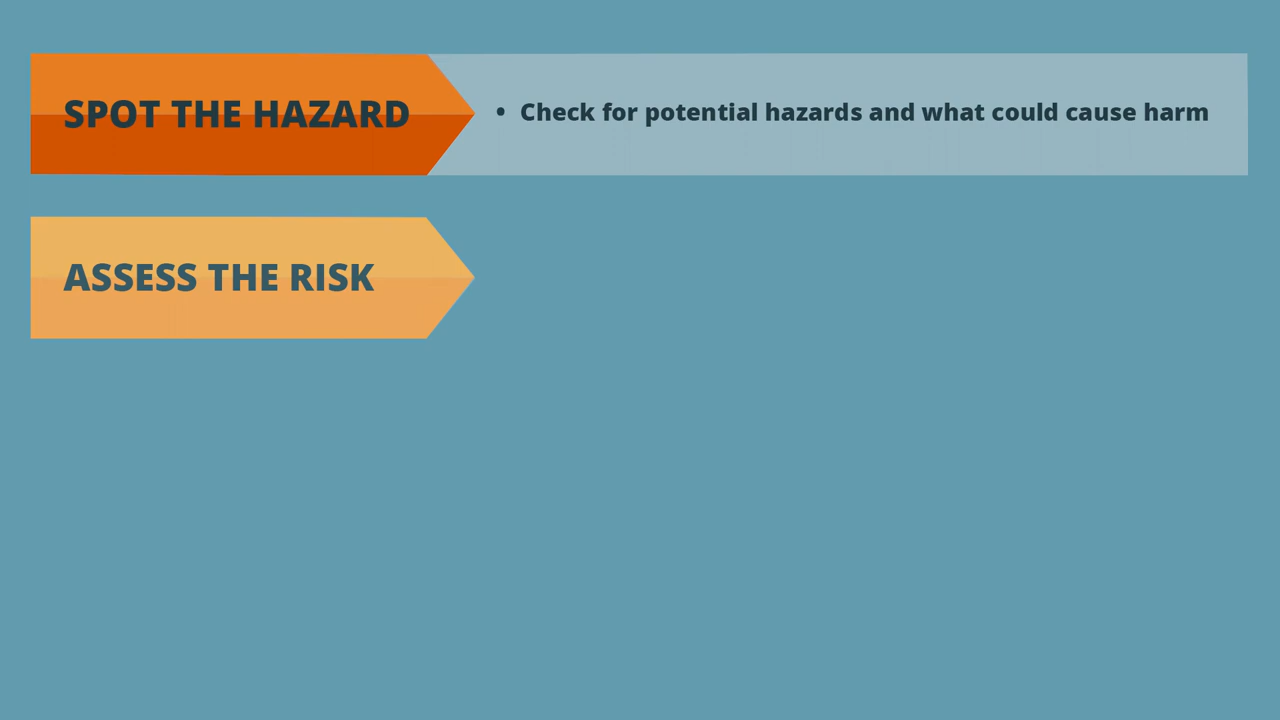 SPOT THE HAZARD
• Check for potential hazards and what could cause harm
ASSESS THE RISK